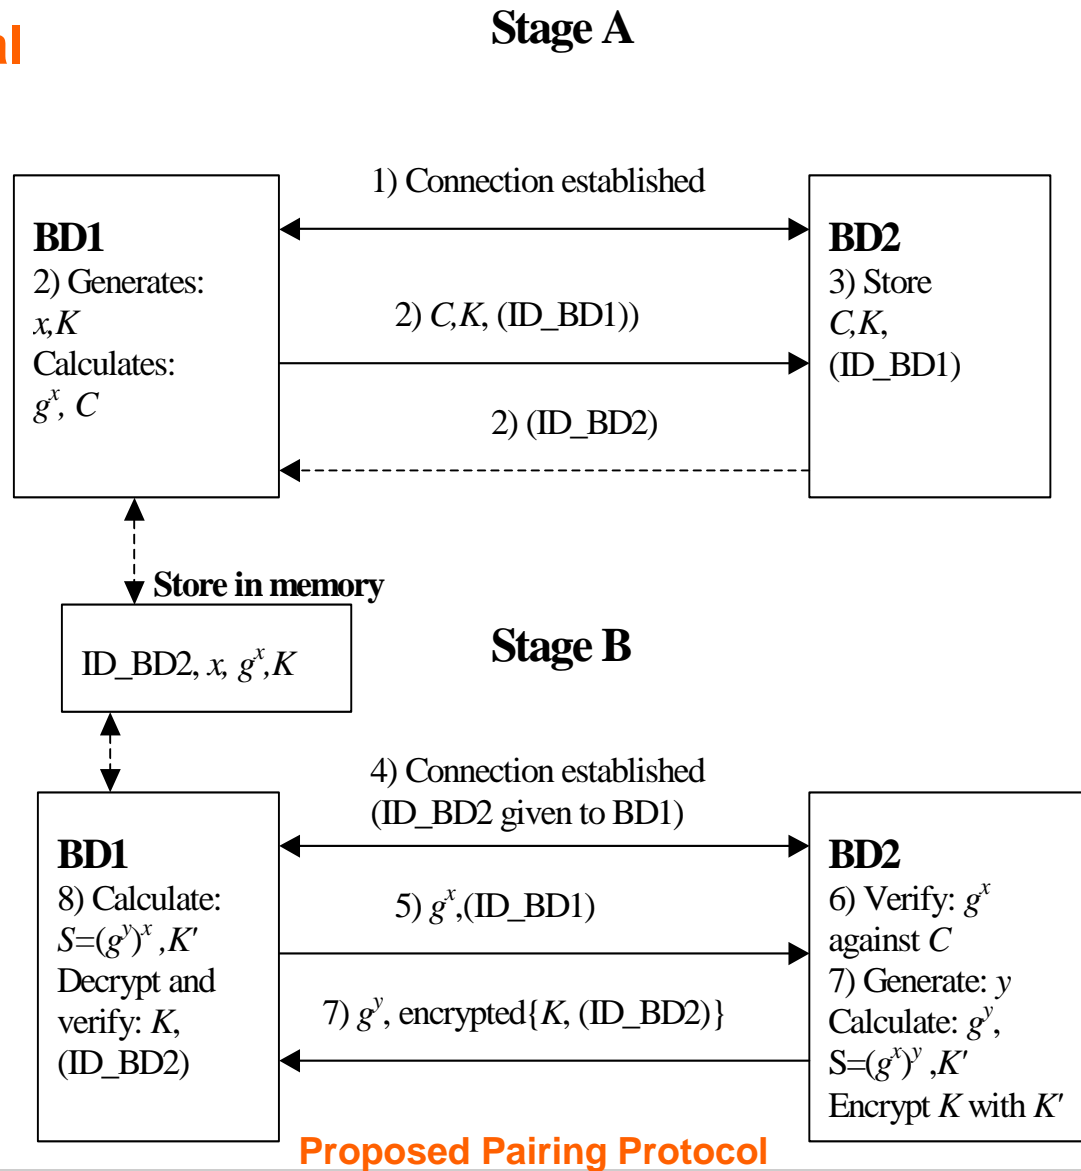 al
Stage A
1) Connection established
BD1
2) Generates:
x,K
Calculates:
g^x, C
2) C,K, (ID_BD1))
2) (ID_BD2)
BD2
3) Store
C,K,
(ID_BD1)
Store in memory
ID_BD2, x, g^x,K
Stage B
4) Connection established
(ID_BD2 given to BD1)
BD1
8) Calculate:
S=(g^y)^x ,K'
Decrypt and
verify: K,
(ID_BD2)
5) g^x,(ID_BD1)
7) g^y, encrypted{K, (ID_BD2)}
BD2
6) Verify: g^x
against C
7) Generate: y
Calculate: g^y,
S=(g^x)^y ,K'
Encrypt K with K'
Proposed Pairing Protocol